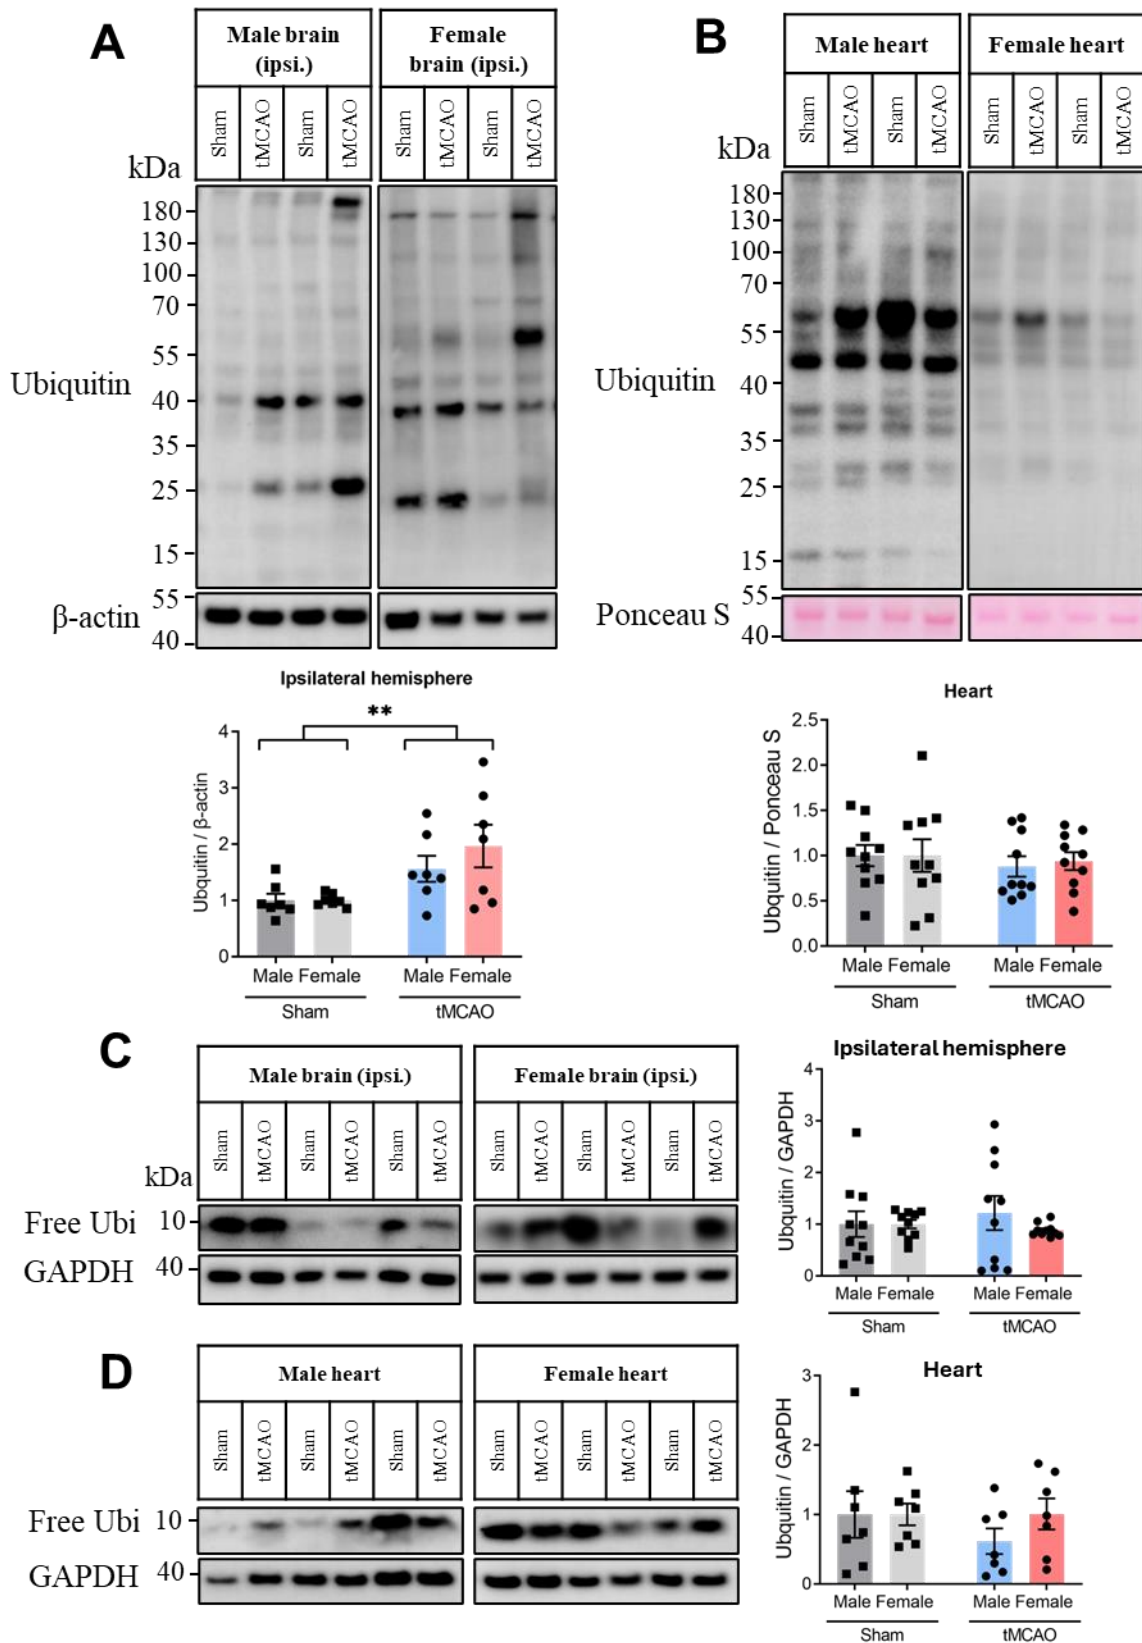 A
Male brain
(ipsi.)
Female
brain (ipsi.)
Sham
tMCAO
Sham
tMCAO
Sham
tMCAO
Sham
tMCAO
kDa
180
130
100
70
55
40
35
25
15
Ubiquitin
55
β-actin
40
Ipsilateral hemisphere
**
Ubquitin / β-actin
4
3
2
1
0
Male Female
Male Female
Sham
tMCAO
B
Male heart
Female heart
Sham
tMCAO
Sham
tMCAO
Sham
tMCAO
Sham
tMCAO
kDa
180
130
100
70
55
40
35
25
15
Ubiquitin
55
Ponceau S
40
Heart
Ubquitin / Ponceau S
2.5
2.0
1.5
1.0
0.5
0.0
Male Female
Male Female
Sham
tMCAO
C
Male brain (ipsi.)
Female brain (ipsi.)
Sham
tMCAO
Sham
tMCAO
Sham
tMCAO
Sham
tMCAO
Sham
tMCAO
Sham
tMCAO
kDa
Free Ubi 10
GAPDH 40
Ipsilateral hemisphere
Ubquitin / GAPDH
4
3
2
1
0
Male Female
Male Female
Sham
tMCAO
D
Male heart
Female heart
Sham
tMCAO
Sham
tMCAO
Sham
tMCAO
Sham
tMCAO
Sham
tMCAO
Sham
tMCAO
Free Ubi 10
GAPDH 40
Heart
Ubquitin / GAPDH
3
2
1
0
Male Female
Male Female
Sham
tMCAO